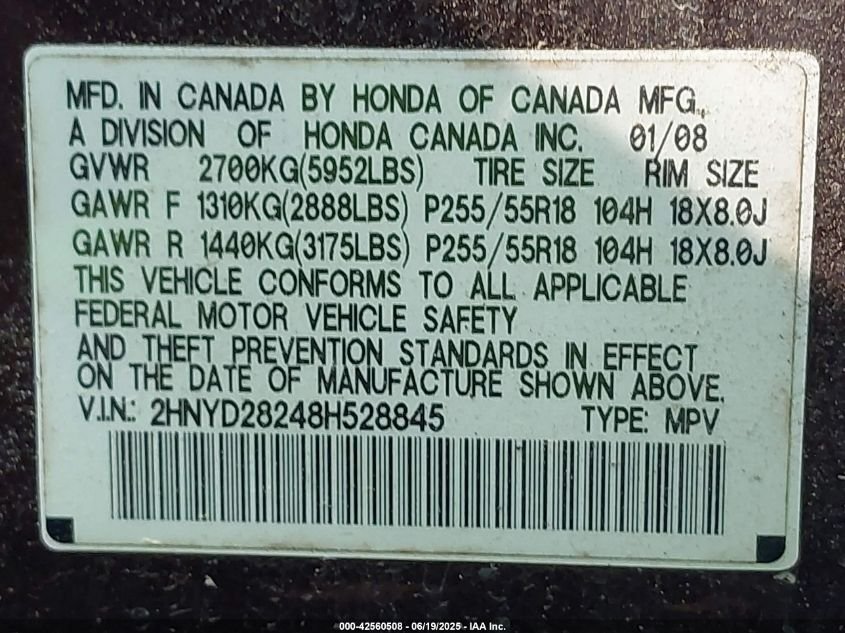 MFD. IN CANADA BY HONDA OF CANADA MFG.,
A DIVISION OF HONDA CANADA INC. 01/08
GVWR 2700KG(5952LBS) TIRE SIZE RIM SIZE
GAWR F 1310KG(2888LBS) P255/55R18 104H 18X8.0J
GAWR R 1440KG(3175LBS) P255/55R18 104H 18X8.0J
THIS VEHICLE CONFORMS TO ALL APPLICABLE
FEDERAL MOTOR VEHICLE SAFETY
AND THEFT PREVENTION STANDARDS IN EFFECT
ON THE DATE OF MANUFACTURE SHOWN ABOVE.
V.I.N.: 2HNYD28248H528845 TYPE: MPV
000-42560508 - 06/19/2025 - IAA Inc.